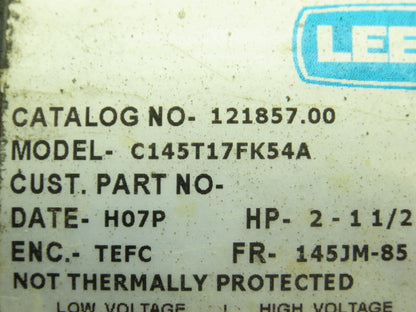 LEE
CATALOG NO- 121857.00
MODEL- C145T17FK54A
CUST. PART NO-
DATE- H07P HP- 2 - 1 1/2
ENC.- TEFC FR- 145JM-85
NOT THERMALLY PROTECTED
LOW VOLTAGE HIGH VOLTAGE